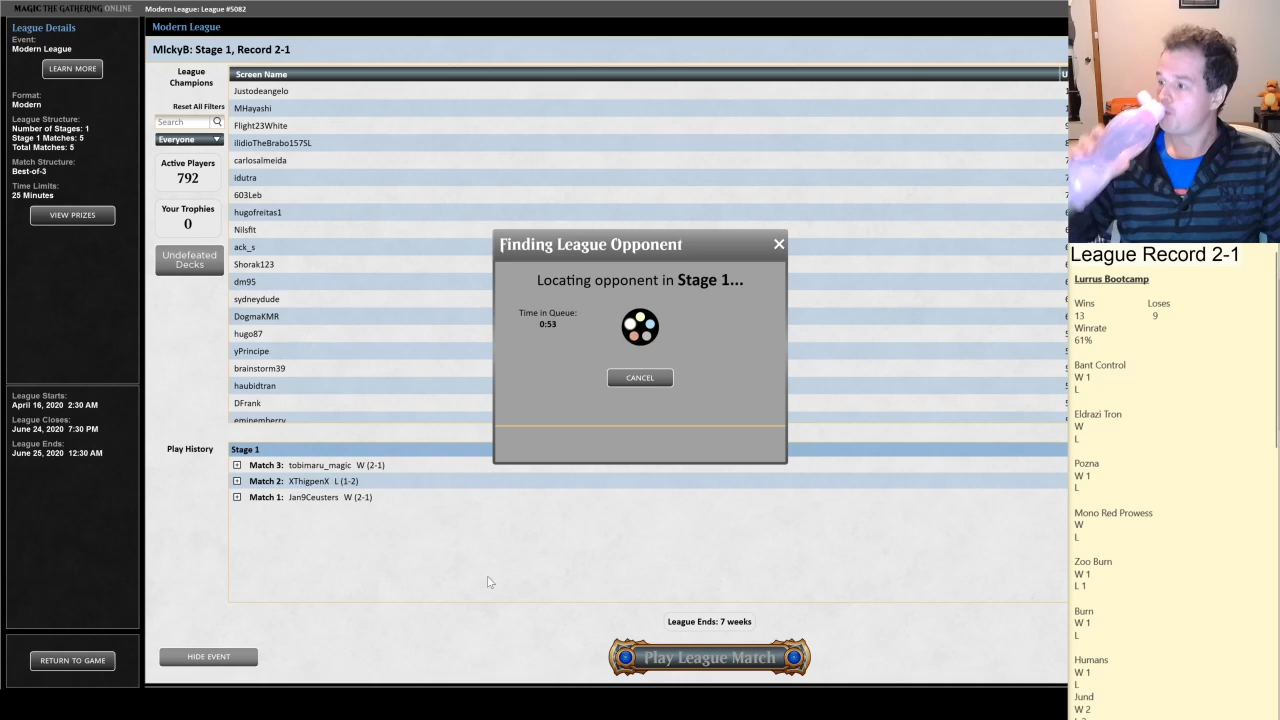 MAGIC THE GATHERING ONLINE
Modern League: League #5082
League Details
Event:
Modern League
LEARN MORE
Format:
Modern
League Structure:
Number of Stages: 1
Stage 1 Matches: 5
Total Matches: 5
Match Structure:
Best-of-3
Time Limits:
25 Minutes
VIEW PRIZES
League Starts:
April 16, 2020 2:30 AM
League Closes:
June 24, 2020 7:30 PM
League Ends:
June 25, 2020 12:30 AM
RETURN TO GAME
Modern League
MIckyB: Stage 1, Record 2-1
League
Champions
Reset All Filters
Search
Everyone
Active Players
792
Your Trophies
0
Undefeated
Decks
Screen Name
Justodeangelo
MHayashi
Flight23White
ilidioTheBrabo157SL
carlosalmeida
idutra
603Leb
hugofreitas1
Nilsfit
ack_s
Shorak123
dm95
sydneydude
DogmaKMR
hugo87
yPrincipe
brainstorm39
haubidtran
DFrank
eminemberry
Finding League Opponent
Locating opponent in Stage 1...
Time in Queue:
0:53
CANCEL
Play History
Stage 1
Match 3: tobimaru_magic W (2-1)
Match 2: XThigpenX L (1-2)
Match 1: Jan9Ceusters W (2-1)
League Ends: 7 weeks
HIDE EVENT
Play League Match
League Record 2-1
Lurrus Bootcamp
Wins Loses
13 9
Winrate
61%
Bant Control
W 1
L
Eldrazi Tron
W
L
Pozna
W 1
L
Mono Red Prowess
W
L
Zoo Burn
W 1
L 1
Burn
W 1
L
Humans
W 1
L
Jund
W 2